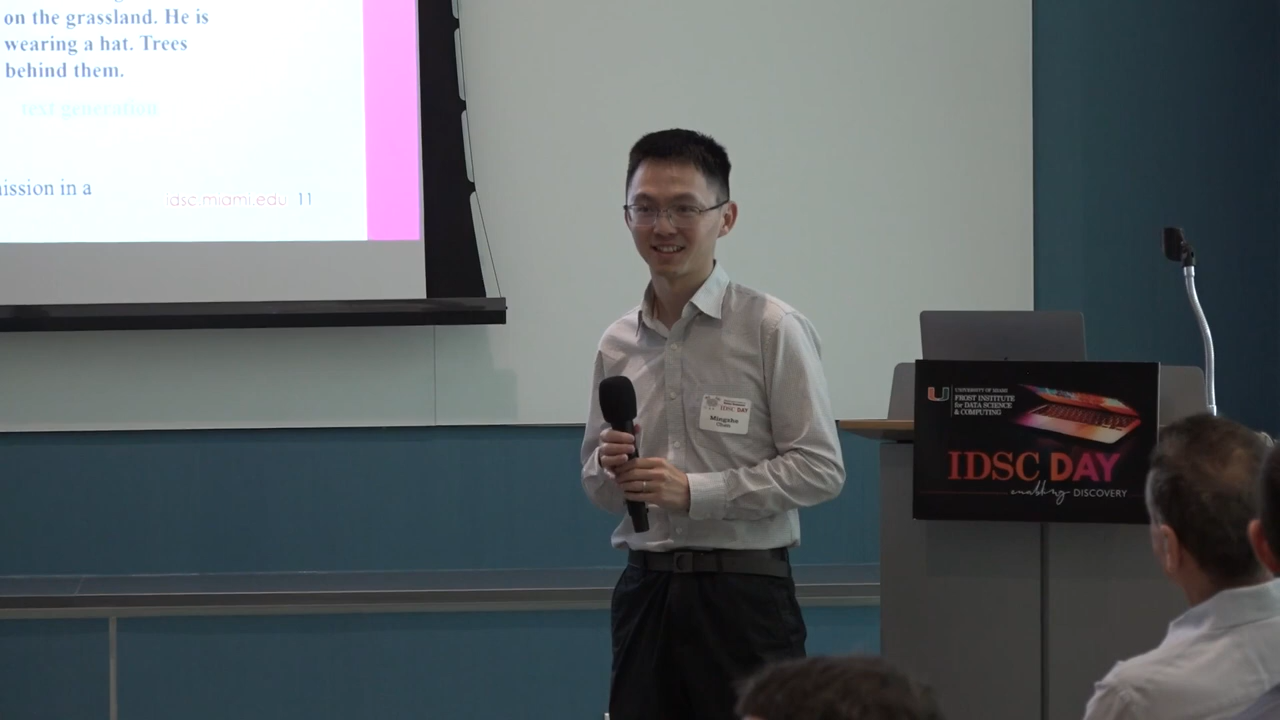 on the grassland. He is
wearing a hat. Trees
behind them.
text generation
ission in a
idsc.miami.edu 11
IDSC DAY
Mingzhe
Chen
U
UNIVERSITY OF MIAMI
FROST INSTITUTE
for DATA SCIENCE
& COMPUTING
IDSC DAY
enabling DISCOVERY